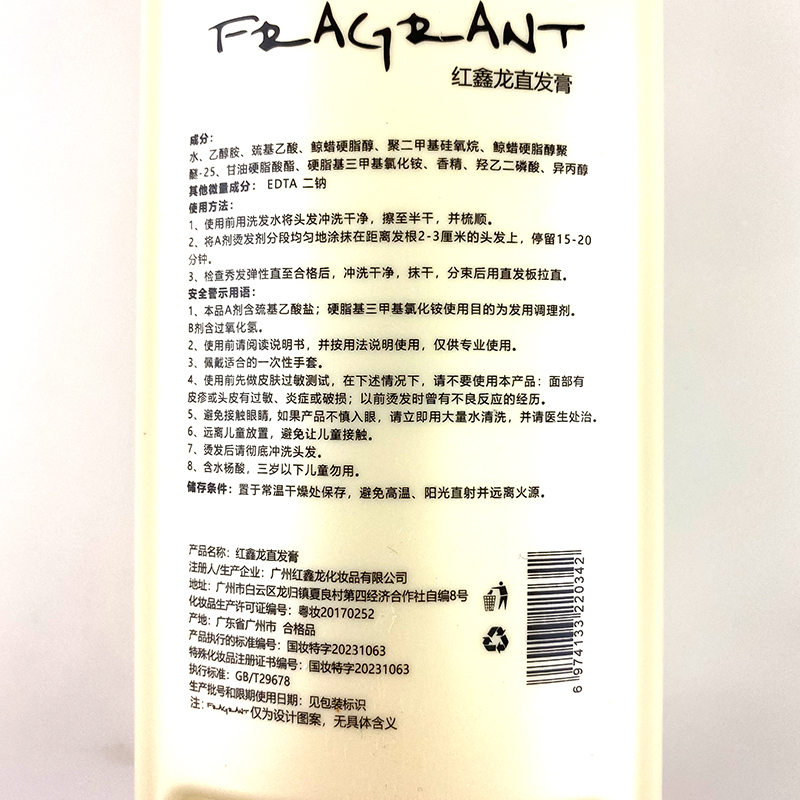 FRAGRANT
红鑫龙直发膏
成分：
水、乙醇胺、巯基乙酸、鲸蜡硬脂醇、聚二甲基硅氧烷、鲸蜡硬脂醇聚
醚-25、甘油硬脂酸酯、硬脂基三甲基氯化铵、香精、羟乙二磷酸、异丙醇
其他微量成分： EDTA 二钠
使用方法：
1、使用前用洗发水将头发冲洗干净，擦至半干，并梳顺。
2、将A剂烫发剂分段均匀地涂抹在距离发根2-3厘米的头发上，停留15-20
分钟。
3、检查秀发弹性直至合格后，冲洗干净，抹干，分束后用直发板拉直。
安全警示用语：
1、本品A剂含巯基乙酸盐；硬脂基三甲基氯化铵使用目的为发用调理剂。
B剂含过氧化氢。
2、使用前请阅读说明书，并按用法说明使用，仅供专业使用。
3、佩戴适合的一次性手套。
4、使用前先做皮肤过敏测试，在下述情况下，请不要使用本产品：面部有
皮疹或头皮有过敏、炎症或破损；以前烫发时曾有不良反应的经历。
5、避免接触眼睛,如果产品不慎入眼，请立即用大量水清洗，并请医生处治。
6、远离儿童放置，避免让儿童接触。
7、烫发后请彻底冲洗头发。
8、含水杨酸，三岁以下儿童勿用。
储存条件：置于常温干燥处保存，避免高温、阳光直射并远离火源。
产品名称：红鑫龙直发膏
注册人/生产企业：广州红鑫龙化妆品有限公司
地址：广州市白云区龙归镇夏良村第四经济合作社自编8号
化妆品生产许可证编号：粤妆20170252
产地：广东省广州市 合格品
产品执行的标准编号：国妆特字20231063
特殊化妆品注册证书编号：国妆特字20231063
执行标准：GB/T29678
生产批号和限期使用日期：见包装标识
注：FRAGRANT仅为设计图案，无具体含义
6 974133 220342